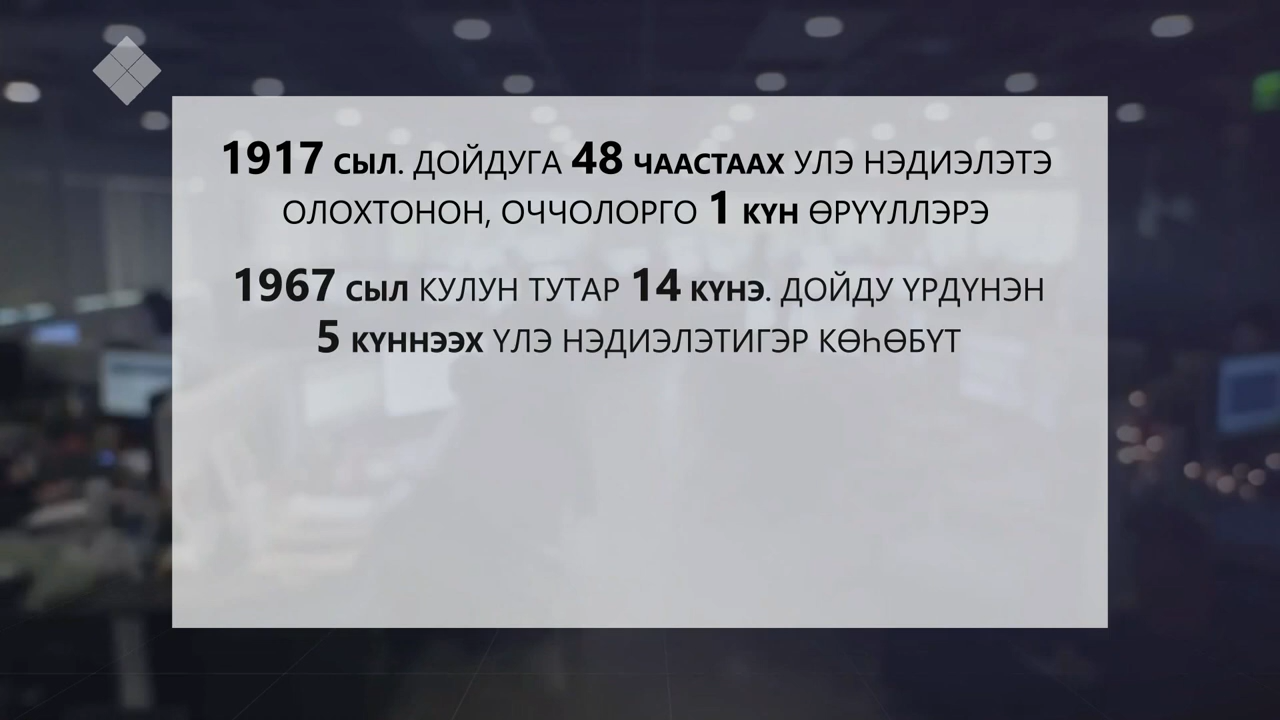 1917 СЫЛ. ДОЙДУГА 48 ЧААСТААХ УЛЭ НЭДИЭЛЭТЭ
ОЛОХТОНОН, ОЧЧОЛОРГО 1 КҮН ӨРҮҮЛЛЭРЭ
1967 СЫЛ КУЛУН ТУТАР 14 КҮНЭ. ДОЙДУ ҮРДҮНЭН
5 КҮННЭЭХ ҮЛЭ НЭДИЭЛЭТИГЭР КӨҺӨБҮТ